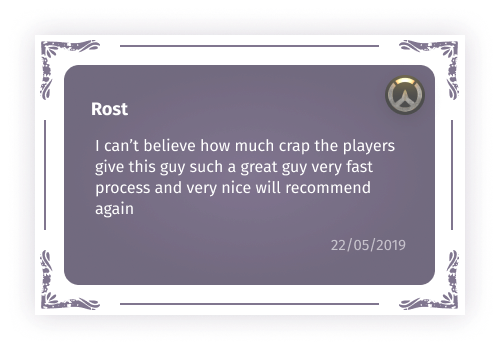 Rost
I can’t believe how much crap the players
give this guy such a great guy very fast
process and very nice will recommend
again
22/05/2019